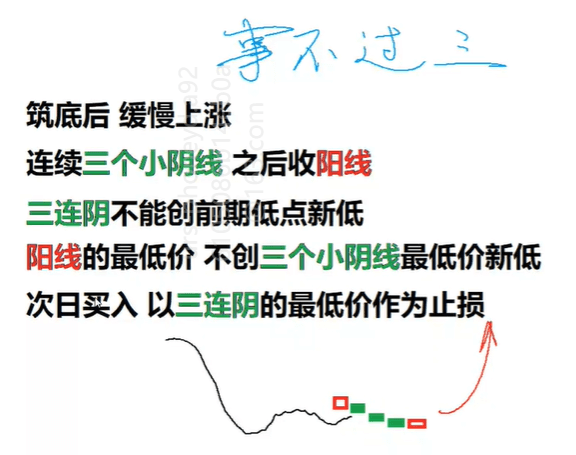 事不过三
筑底后 缓慢上涨
连续三个小阴线 之后收阳线
三连阴不能创前期低点新低
阳线的最低价 不创三个小阴线最低价新低
次日买入 以三连阴的最低价作为止损